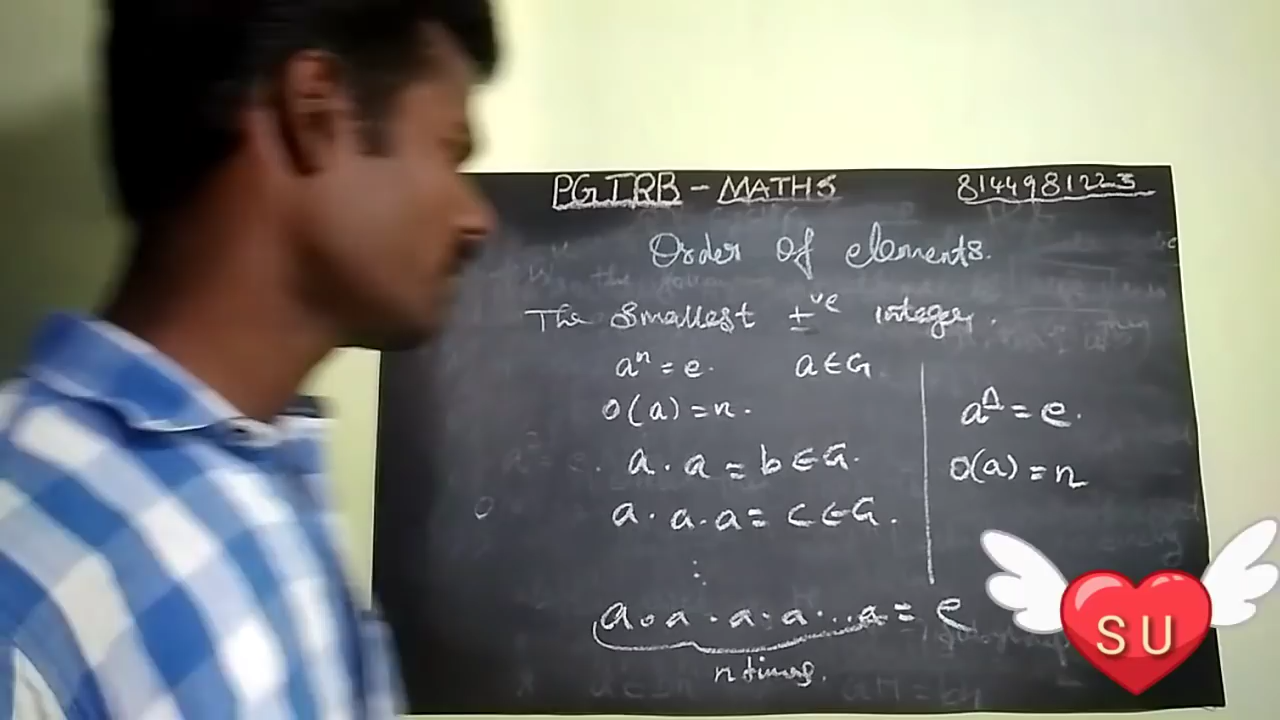 PGTRB - MATHS 8144981223
Order of elements.
The smallest ±ve integer.
aⁿ = e. a ∈ G
o(a) = n.
a · a = b ∈ G.
a · a · a = c ∈ G.
⋮
a · a · a · a ... a = e
n times.
aⁿ = e.
o(a) = n
SU